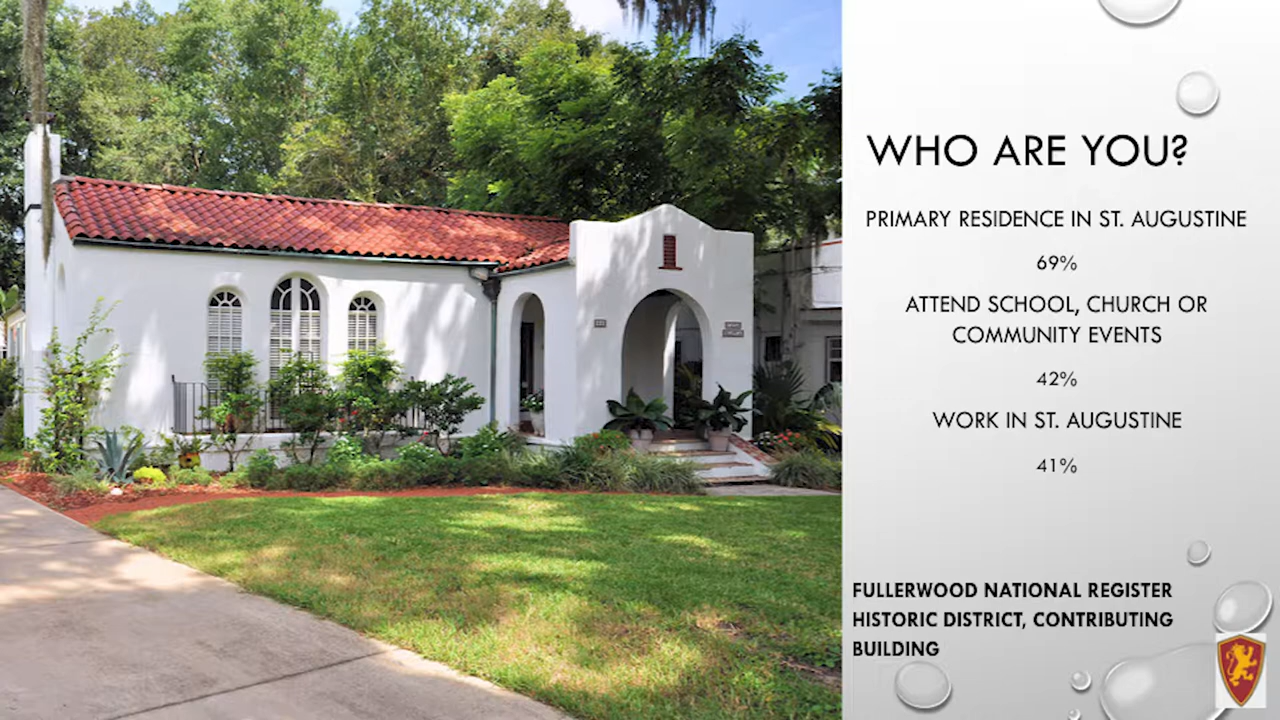 WHO ARE YOU?
PRIMARY RESIDENCE IN ST. AUGUSTINE
69%
ATTEND SCHOOL, CHURCH OR
COMMUNITY EVENTS
42%
WORK IN ST. AUGUSTINE
41%
FULLERWOOD NATIONAL REGISTER
HISTORIC DISTRICT, CONTRIBUTING
BUILDING